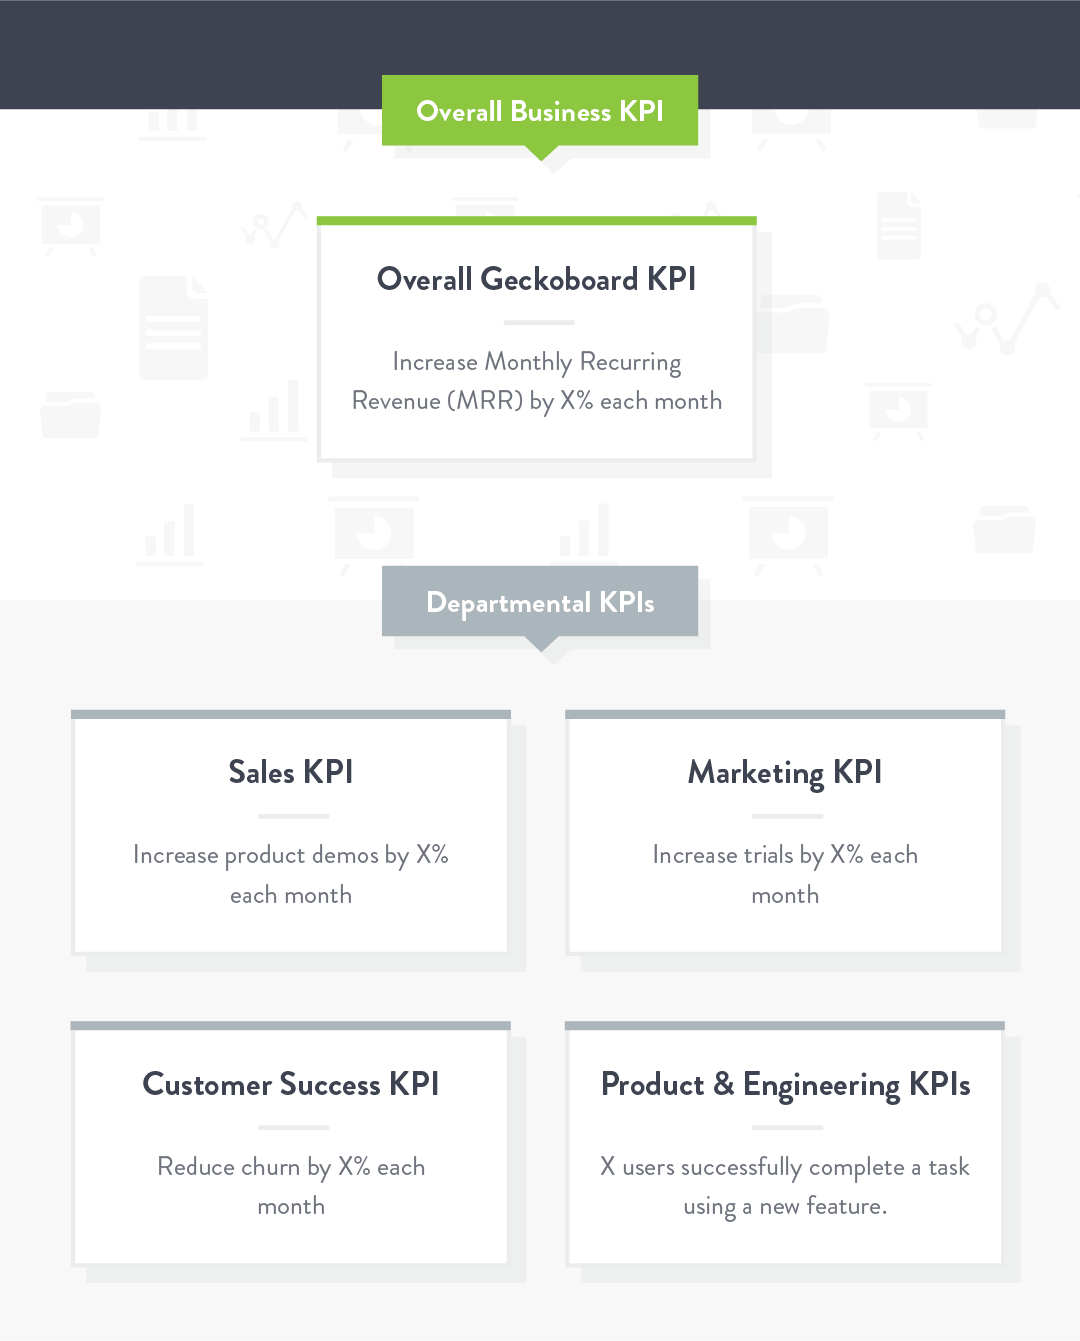 Overall Business KPI
Overall Geckoboard KPI
Increase Monthly Recurring
Revenue (MRR) by X% each month
Departmental KPIs
Sales KPI
Increase product demos by X%
each month
Marketing KPI
Increase trials by X% each
month
Customer Success KPI
Reduce churn by X% each
month
Product & Engineering KPIs
X users successfully complete a task
using a new feature.